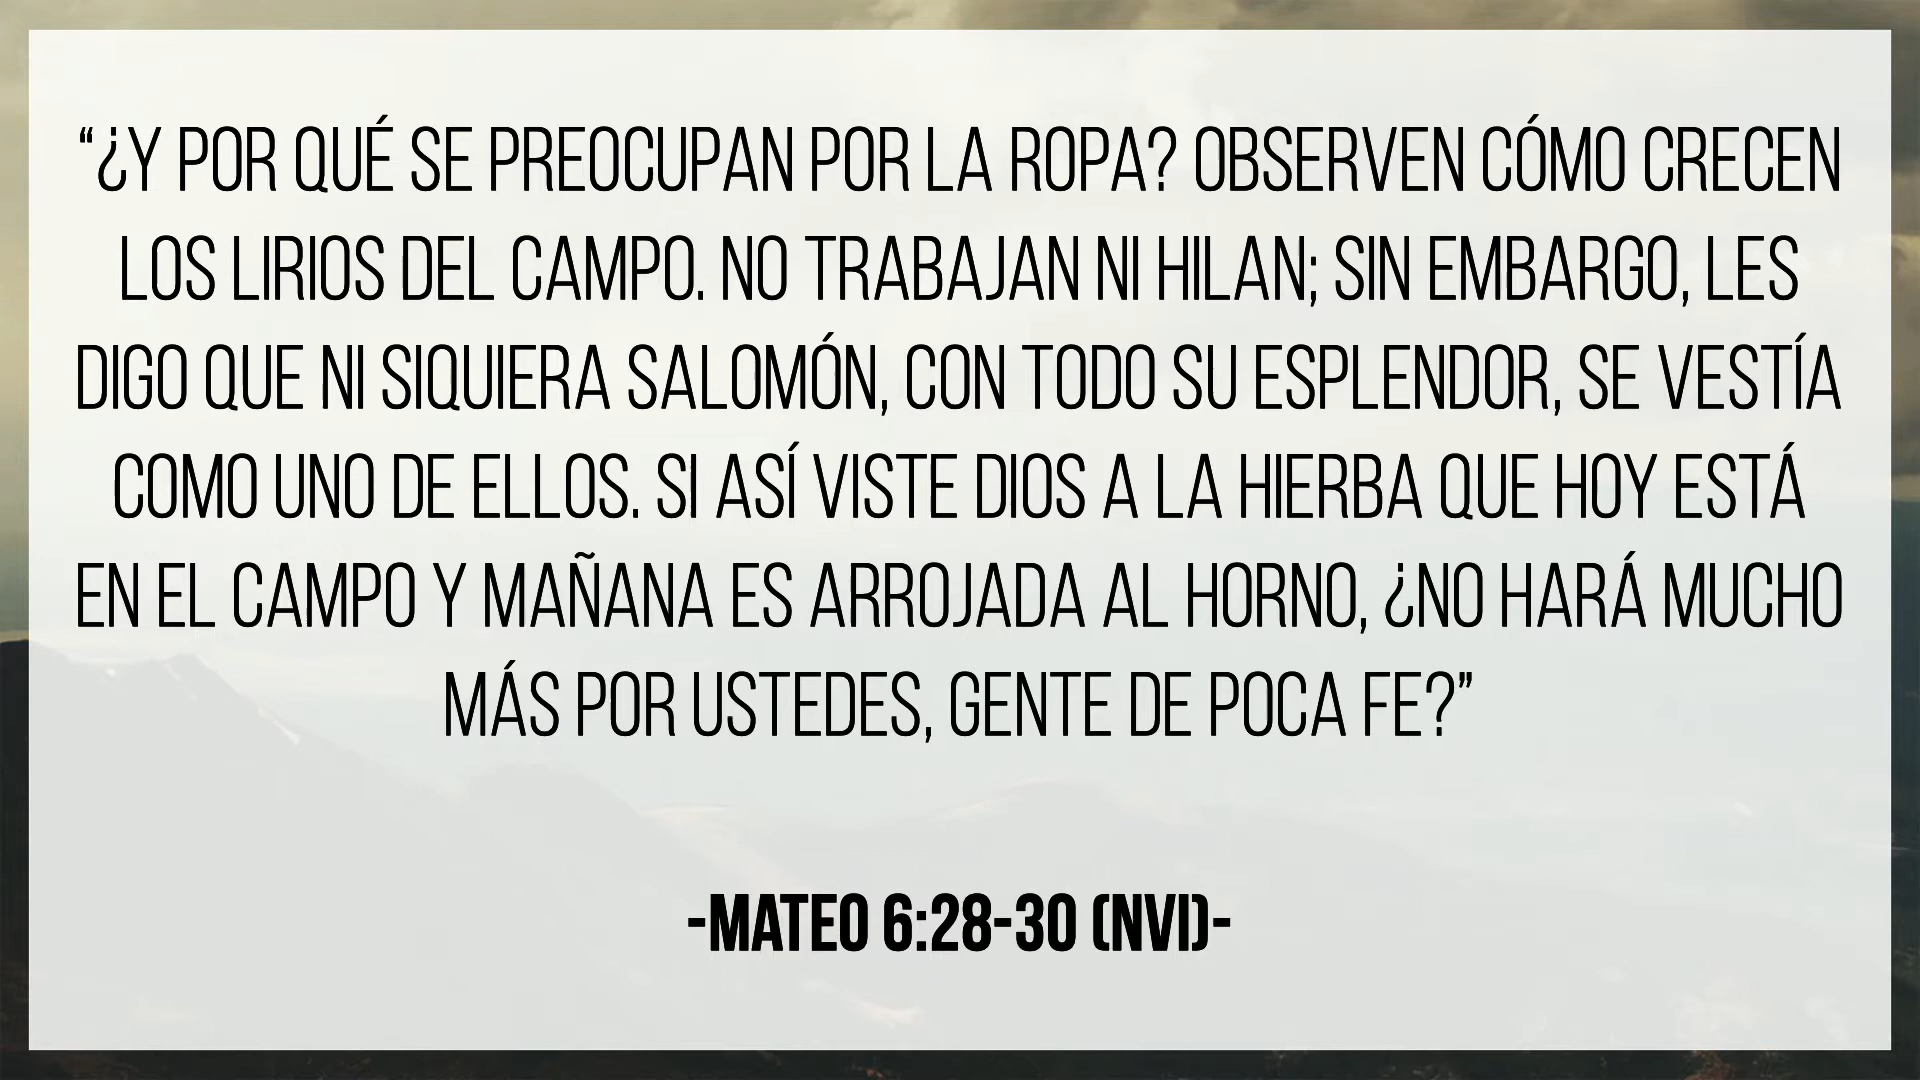 “¿Y POR QUÉ SE PREOCUPAN POR LA ROPA? OBSERVEN CÓMO CRECEN
LOS LIRIOS DEL CAMPO. NO TRABAJAN NI HILAN; SIN EMBARGO, LES
DIGO QUE NI SIQUIERA SALOMÓN, CON TODO SU ESPLENDOR, SE VESTÍA
COMO UNO DE ELLOS. SI ASÍ VISTE DIOS A LA HIERBA QUE HOY ESTÁ
EN EL CAMPO Y MAÑANA ES ARROJADA AL HORNO, ¿NO HARÁ MUCHO
MÁS POR USTEDES, GENTE DE POCA FE?”
-MATEO 6:28-30 (NVI)-